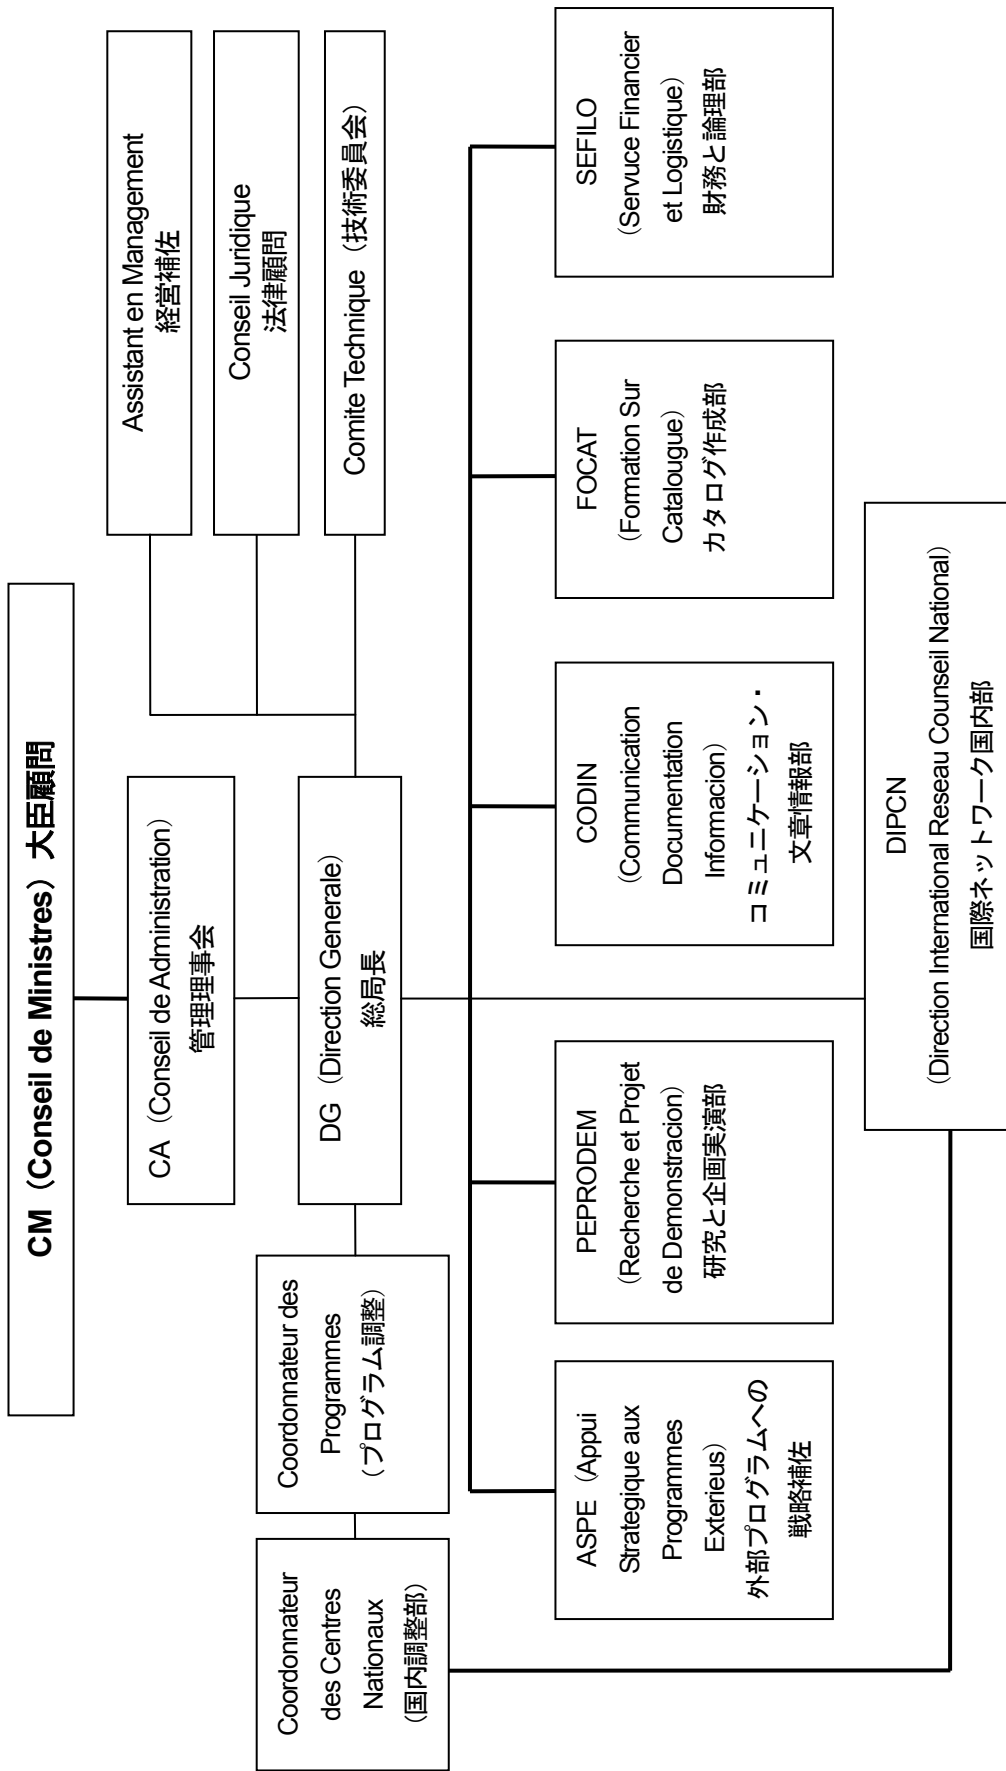 CM（Conseil de Ministres）大臣顧問
CA（Conseil de Administration）
管理理事会
DG（Direction Generale）
総局長
Assistant en Management
経営補佐
Conseil Juridique
法律顧問
Comite Technique（技術委員会）
Coordonnateur
des Centres
Nationaux
（国内調整部）
Coordonnateur des
Programmes
（プログラム調整）
ASPE（Appui
Strategique aux
Programmes
Exterieus）
外部プログラムへの
戦略補佐
PEPRODEM
（Recherche et Projet
de Demonstracion）
研究と企画実演部
CODIN
（Communication
Documentation
Informacion）
コミュニケーション・
文章情報部
FOCAT
（Formation Sur
Catalougue）
カタログ作成部
SEFILO
（Servuce Financier
et Logistique）
財務と論理部
DIPCN
（Direction International Reseau Counseil National）
国際ネットワーク国内部